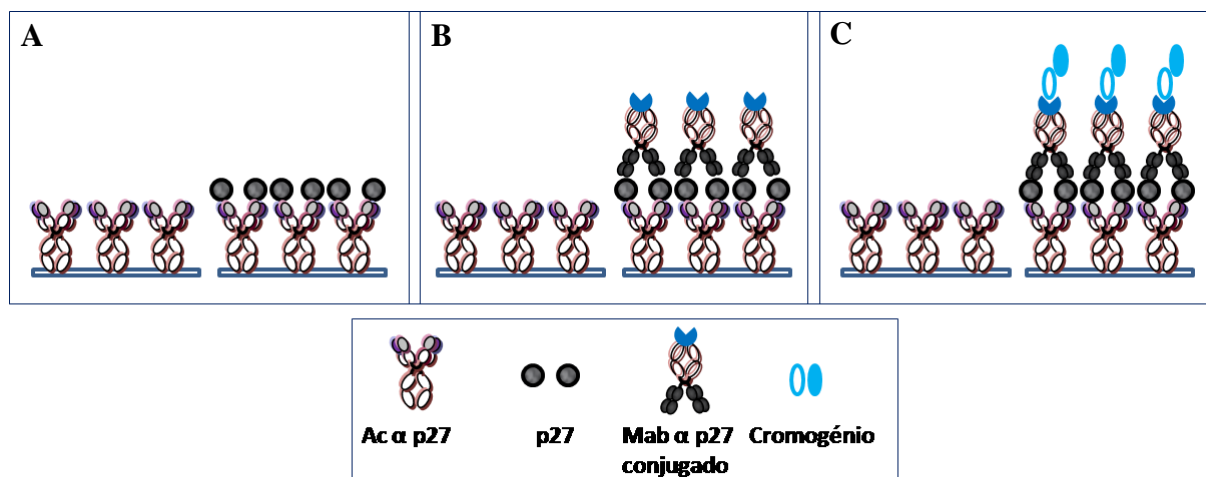 A
B
C
Ac α p27
p27
Mab α p27
conjugado
Cromogénio